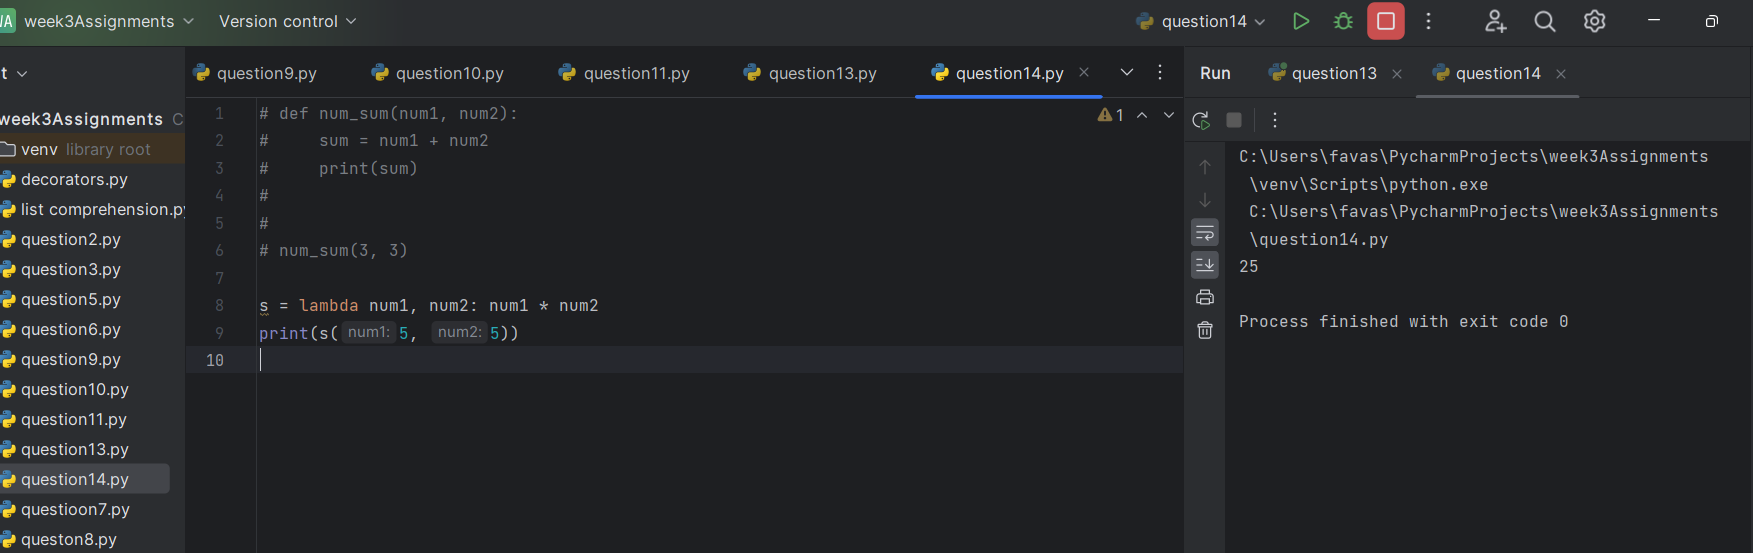 week3Assignments
Version control
question14
t
question9.py
question10.py
question11.py
question13.py
question14.py
week3Assignments C
venv library root
decorators.py
list comprehension.py
question2.py
question3.py
question5.py
question6.py
question9.py
question10.py
question11.py
question13.py
question14.py
questioon7.py
queston8.py
1 # def num_sum(num1, num2):
2 #     sum = num1 + num2
3 #     print(sum)
4 #
5 #
6 # num_sum(3, 3)
7
8 s = lambda num1, num2: num1 * num2
9 print(s( num1: 5, num2: 5))
10
1
Run
question13
question14
C:\Users\favas\PycharmProjects\week3Assignments
\venv\Scripts\python.exe
C:\Users\favas\PycharmProjects\week3Assignments
\question14.py
25
Process finished with exit code 0